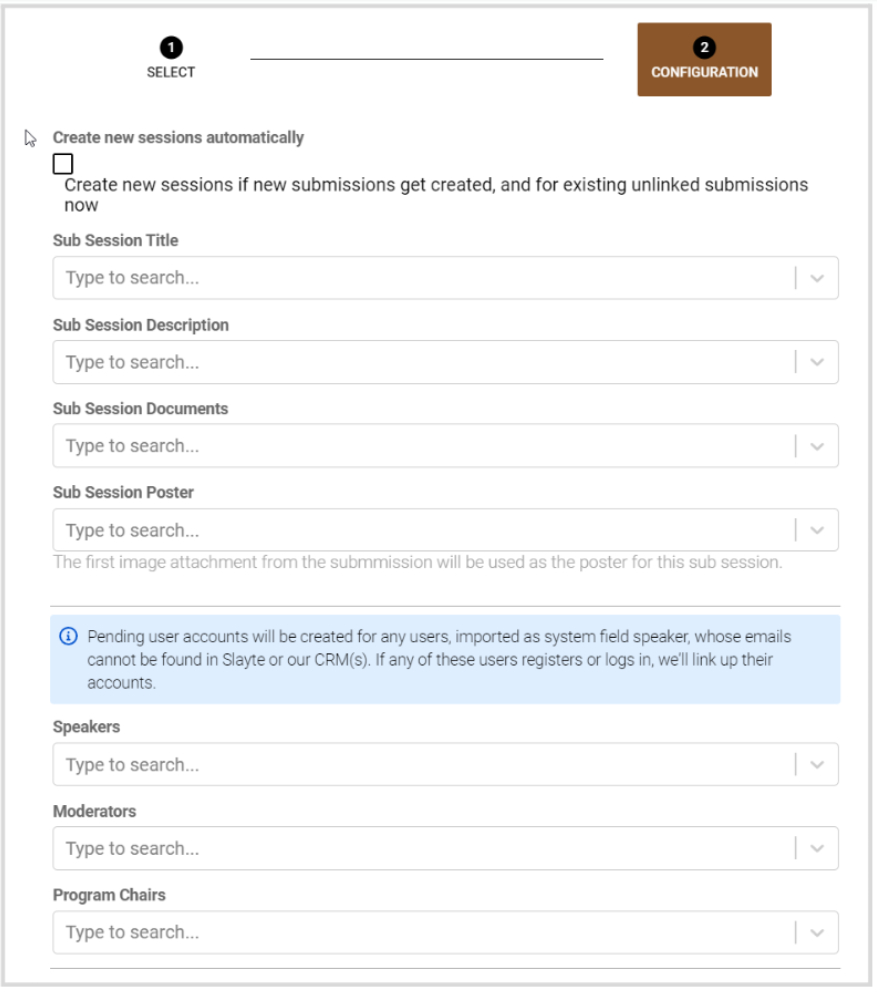 1
SELECT
2
CONFIGURATION
Create new sessions automatically
Create new sessions if new submissions get created, and for existing unlinked submissions
now
Sub Session Title
Type to search...
Sub Session Description
Type to search...
Sub Session Documents
Type to search...
Sub Session Poster
Type to search...
The first image attachment from the submmission will be used as the poster for this sub session.
Pending user accounts will be created for any users, imported as system field speaker, whose emails
cannot be found in Slayte or our CRM(s). If any of these users registers or logs in, we'll link up their
accounts.
Speakers
Type to search...
Moderators
Type to search...
Program Chairs
Type to search...